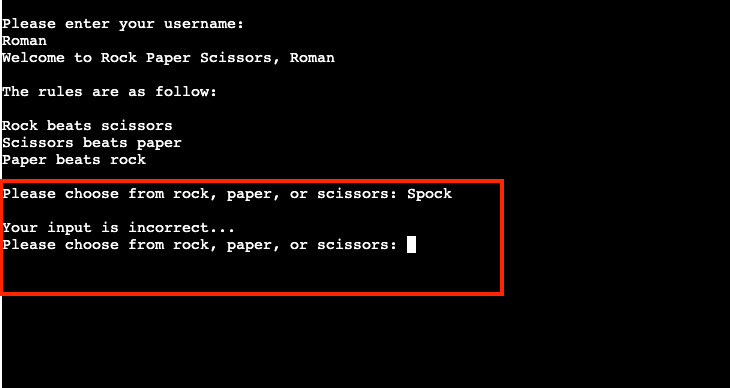 Please enter your username:
Roman
Welcome to Rock Paper Scissors, Roman
The rules are as follow:
Rock beats scissors
Scissors beats paper
Paper beats rock
Please choose from rock, paper, or scissors: Spock
Your input is incorrect...
Please choose from rock, paper, or scissors: